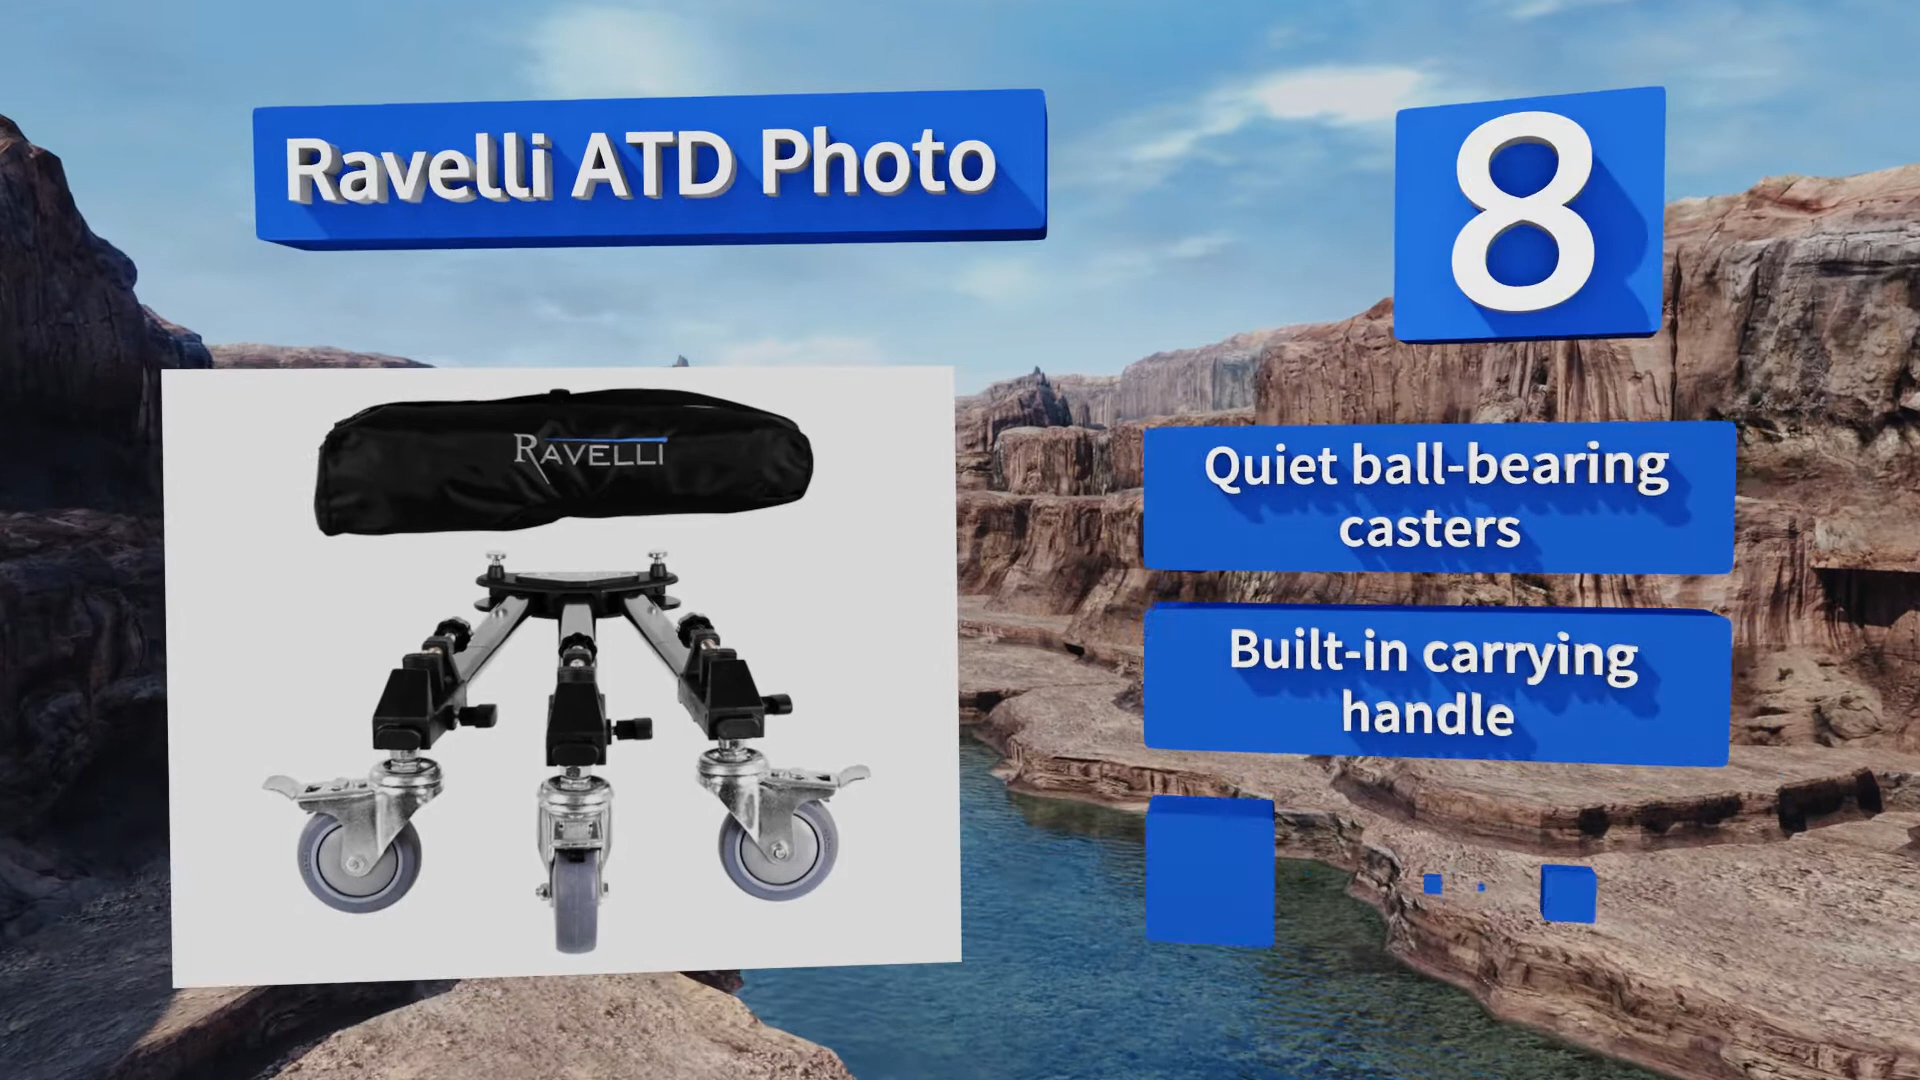 Ravelli ATD Photo
8
RAVELLI
Quiet ball-bearing
casters
Built-in carrying
handle